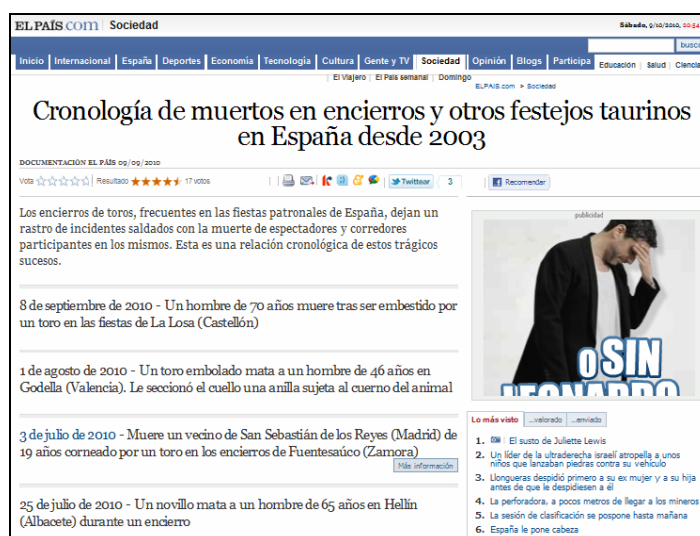 EL PAÍS.COM | Sociedad
Sábado, 9/10/2010, 20:54
Inicio | Internacional | España | Deportes | Economía | Tecnología | Cultura | Gente y TV | Sociedad | Opinión | Blogs | Participa
Educación | Salud | Ciencia
| El Viajero | El País semanal | Domingo
ELPAIS.com > Sociedad
Cronología de muertos en encierros y otros festejos taurinos
en España desde 2003
DOCUMENTACIÓN EL PAÍS 09/09/2010
Vota | Resultado 17 votos
Twittear 3
Recomendar
Los encierros de toros, frecuentes en las fiestas patronales de España, dejan un
rastro de incidentes saldados con la muerte de espectadores y corredores
participantes en los mismos. Esta es una relación cronológica de estos trágicos
sucesos.
8 de septiembre de 2010 - Un hombre de 70 años muere tras ser embestido por
un toro en las fiestas de La Losa (Castellón)
1 de agosto de 2010 - Un toro embolado mata a un hombre de 46 años en
Godella (Valencia). Le seccionó el cuello una anilla sujeta al cuerno del animal
3 de julio de 2010 - Muere un vecino de San Sebastián de los Reyes (Madrid) de
19 años corneado por un toro en los encierros de Fuentesaúco (Zamora)
Más información
25 de julio de 2010 - Un novillo mata a un hombre de 65 años en Hellín
(Albacete) durante un encierro
publicidad
O SIN
LEONARDO
Lo más visto | ...valorado | ...enviado
1. El susto de Juliette Lewis
2. Un líder de la ultraderecha israelí atropella a unos
niños que lanzaban piedras contra su vehículo
3. Llongueras despidió primero a su ex mujer y a su hija
antes de que le despidiesen a él
4. La perforadora, a pocos metros de llegar a los mineros
5. La sesión de clasificación se pospone hasta mañana
6. España le pone cabeza